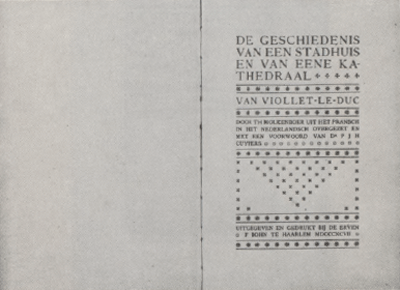 DE GESCHIEDENIS
VAN EEN STADHUIS
EN VAN EENE KA-
THEDRAAL
VAN VIOLLET-LE-DUC
DOOR TH MOLKENBOER UIT HET FRANSCH
IN HET NEDERLANDSCH OVERGEZET EN
MET EEN VOORWOORD VAN Dr P J H
CUYPERS
UITGEGEVEN EN GEDRUKT BIJ DE ERVEN
F BOHN TE HAARLEM